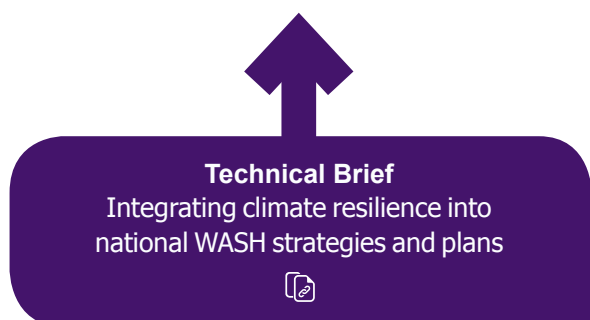 Technical Brief
Integrating climate resilience into
national WASH strategies and plans